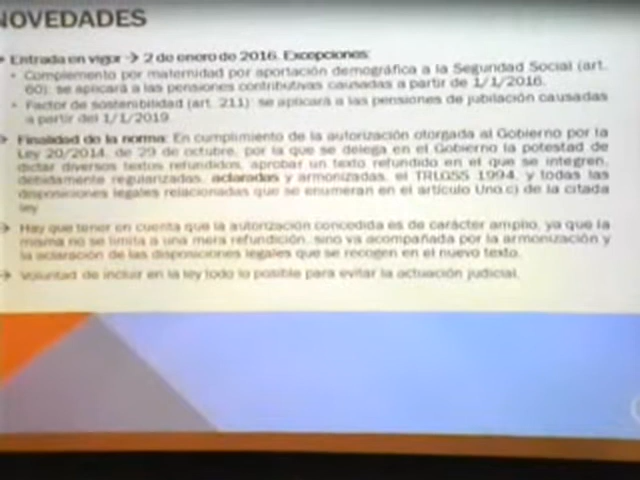 NOVEDADES
→ Entrada en vigor → 2 de enero de 2016. Excepciones:
• Complemento por maternidad por aportación demográfica a la Seguridad Social (art.
60): se aplicará a las pensiones contributivas causadas a partir de 1/1/2016.
• Factor de sostenibilidad (art. 211): se aplicará a las pensiones de jubilación causadas
a partir del 1/1/2019
→ Finalidad de la norma: En cumplimiento de la autorización otorgada al Gobierno por la
Ley 20/2014, de 29 de octubre, por la que se delega en el Gobierno la potestad de
dictar diversos textos refundidos, aprobar un texto refundido en el que se integren,
debidamente regularizadas, aclaradas y armonizadas, el TRLGSS 1994, y todas las
disposiciones legales relacionadas que se enumeran en el artículo Uno.c) de la citada
ley
→ Hay que tener en cuenta que la autorización concedida es de carácter amplio, ya que la
misma no se limita a una mera refundición, sino va acompañada por la armonización y
la aclaración de las disposiciones legales que se recogen en el nuevo texto.
→ Voluntad de incluir en la ley todo lo posible para evitar la actuación judicial.